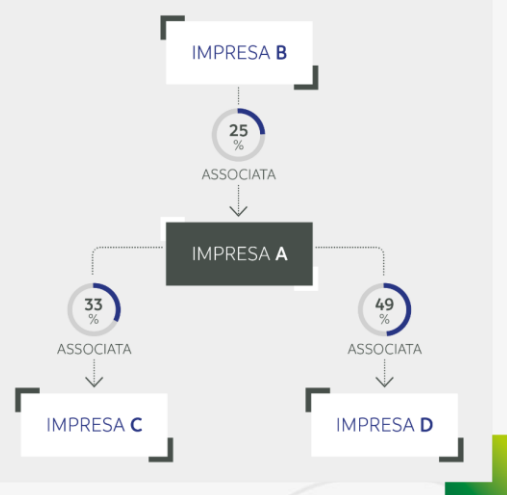 IMPRESA B
25
%
ASSOCIATA
IMPRESA A
33
%
ASSOCIATA
49
%
ASSOCIATA
IMPRESA C
IMPRESA D